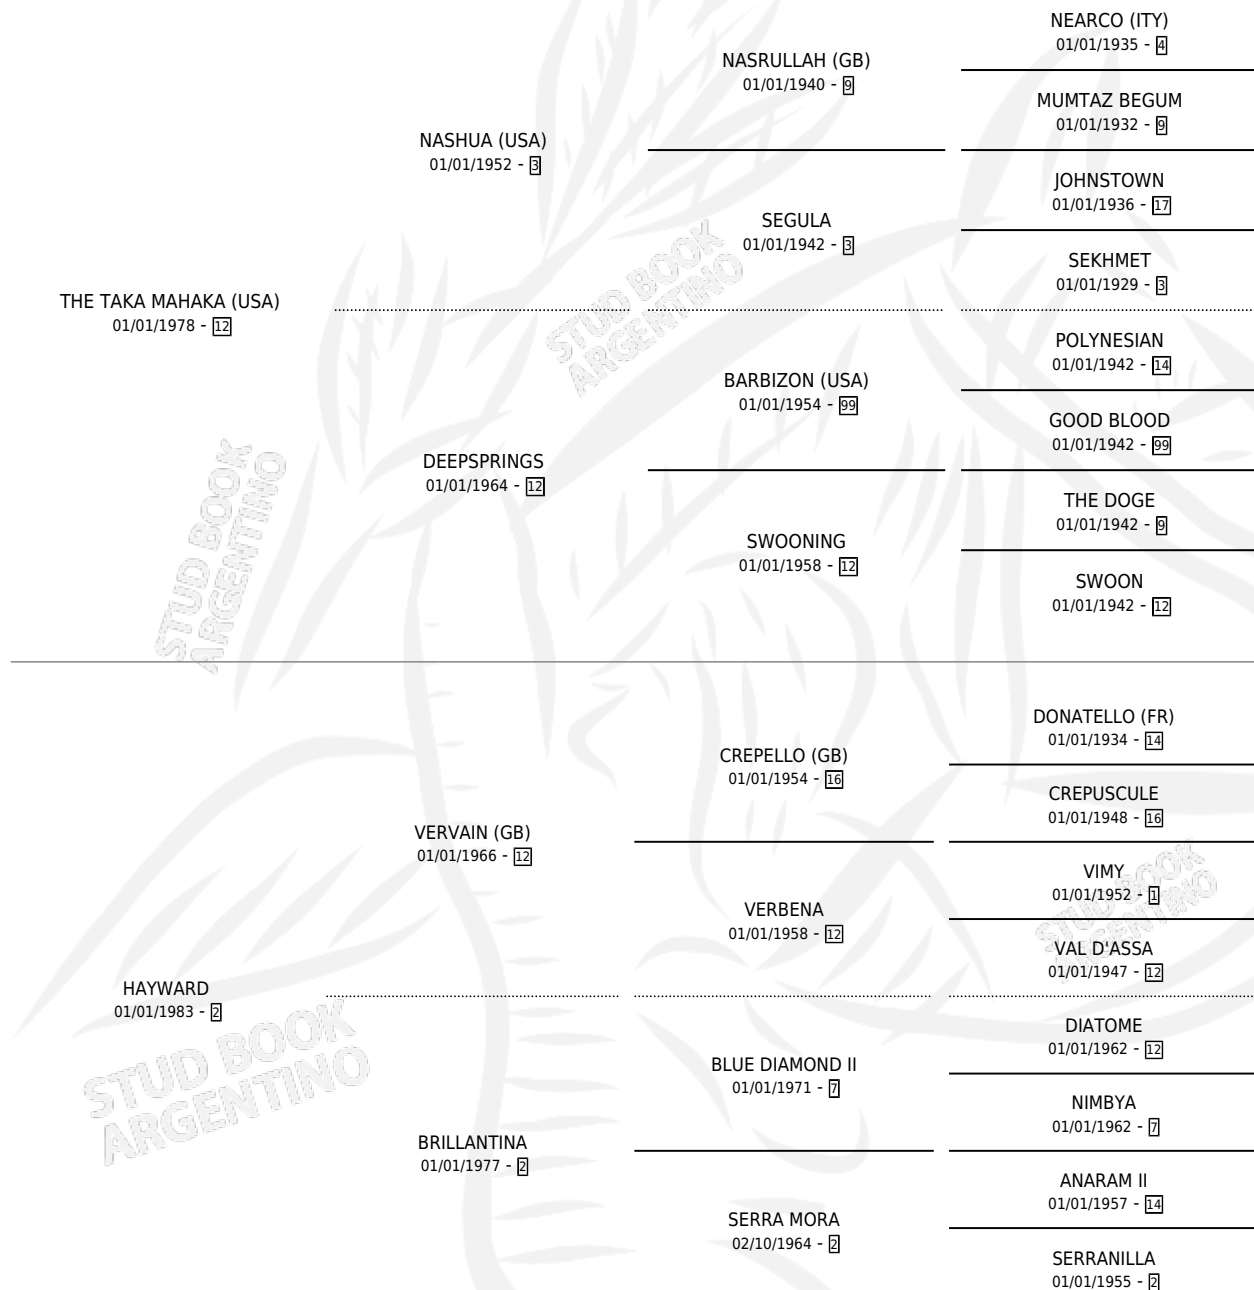 NEARCO (ITY)
01/01/1935 - 4
NASRULLAH (GB)
01/01/1940 - 9
MUMTAZ BEGUM
01/01/1932 - 9
NASHUA (USA)
01/01/1952 - 3
JOHNSTOWN
01/01/1936 - 17
SEGULA
01/01/1942 - 3
SEKHMET
01/01/1929 - 3
THE TAKA MAHAKA (USA)
01/01/1978 - 12
POLYNESIAN
01/01/1942 - 14
BARBIZON (USA)
01/01/1954 - 99
GOOD BLOOD
01/01/1942 - 99
DEEPSPRINGS
01/01/1964 - 12
THE DOGE
01/01/1942 - 9
SWOONING
01/01/1958 - 12
SWOON
01/01/1942 - 12
STUD BOOK
ARGENTINO
STUD BOOK
ARGENTINO
DONATELLO (FR)
01/01/1934 - 14
CREPELLO (GB)
01/01/1954 - 16
CREPUSCULE
01/01/1948 - 16
VERVAIN (GB)
01/01/1966 - 12
VIMY
01/01/1952 - 1
VERBENA
01/01/1958 - 12
VAL D'ASSA
01/01/1947 - 12
STUD BOOK
ARGENTINO
HAYWARD
01/01/1983 - 2
DIATOME
01/01/1962 - 12
BLUE DIAMOND II
01/01/1971 - 7
NIMBYA
01/01/1962 - 7
BRILLANTINA
01/01/1977 - 2
ANARAM II
01/01/1957 - 14
SERRA MORA
02/10/1964 - 2
SERRANILLA
01/01/1955 - 2
STUD BOOK
ARGENTINO